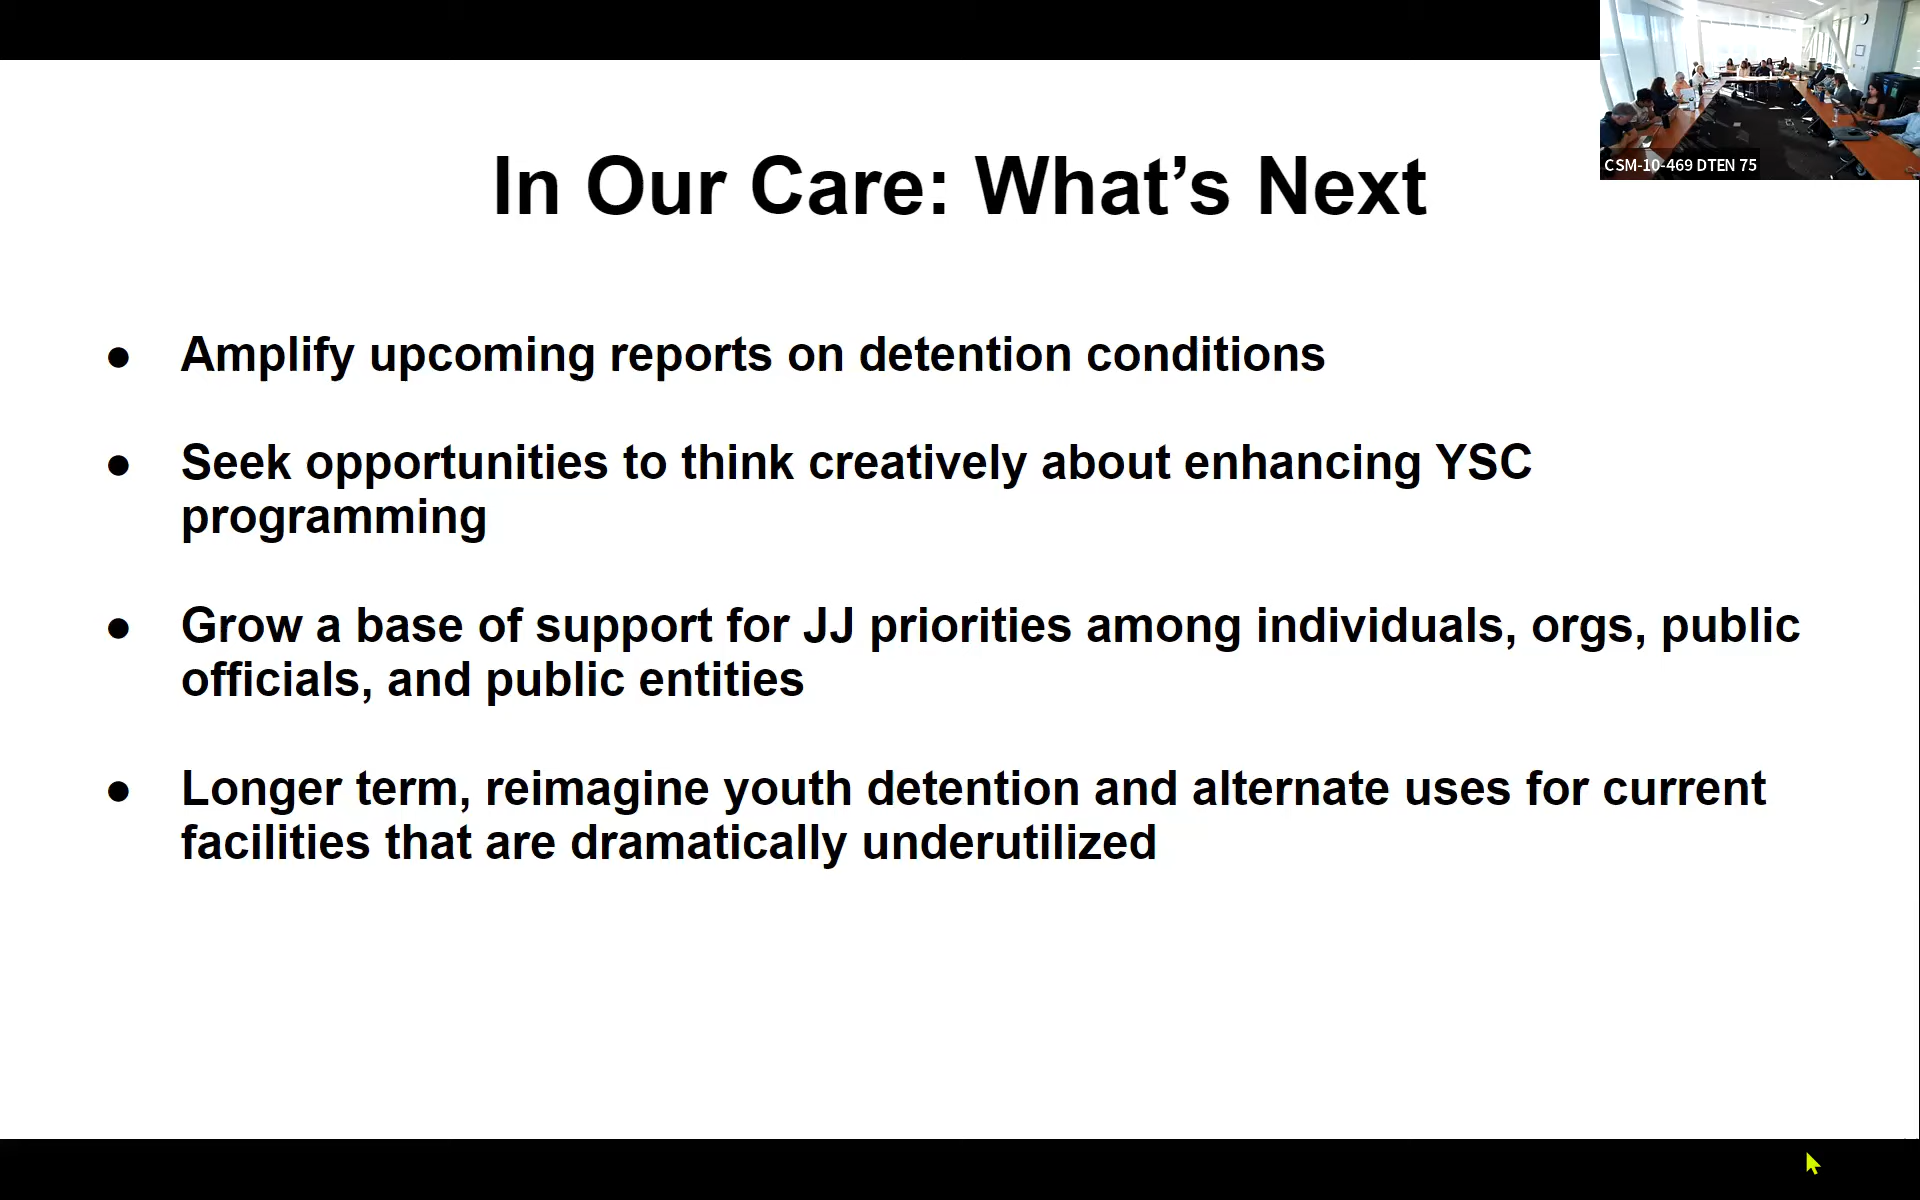 CSM-10-469 DTEN 75
In Our Care: What’s Next
● Amplify upcoming reports on detention conditions
● Seek opportunities to think creatively about enhancing YSC
programming
● Grow a base of support for JJ priorities among individuals, orgs, public
officials, and public entities
● Longer term, reimagine youth detention and alternate uses for current
facilities that are dramatically underutilized